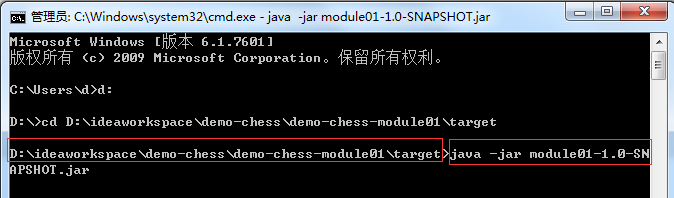 管理员: C:\Windows\system32\cmd.exe - java  -jar module01-1.0-SNAPSHOT.jar
Microsoft Windows [版本 6.1.7601]
版权所有 (c) 2009 Microsoft Corporation。保留所有权利。
C:\Users\d>d:
D:\>cd D:\ideaworkspace\demo-chess\demo-chess-module01\target
D:\ideaworkspace\demo-chess\demo-chess-module01\target>java -jar module01-1.0-SN
APSHOT.jar